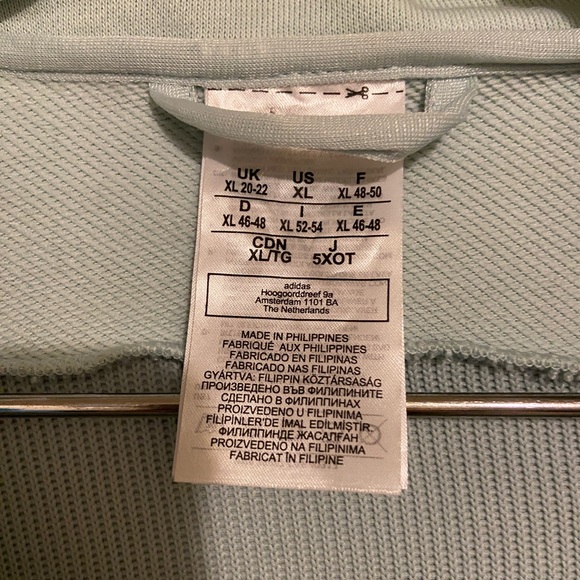 UK US F
XL 20-22 XL XL 48-50
D I E
XL 46-48 XL 52-54 XL 46-48
CDN J
XL/TG 5XOT
adidas
Hoogoorddreef 9a
Amsterdam 1101 BA
The Netherlands
MADE IN PHILIPPINES
FABRIQUÉ AUX PHILIPPINES
FABRICADO EN FILIPINAS
FABRICADO NAS FILIPINAS
GYÁRTVA: FILIPPIN KÖZTÁRSASÁG
ПРОИЗВЕДЕНО ВЪВ ФИЛИПИНИТЕ
СДЕЛАНО В ФИЛИППИНАХ
PROIZVEDENO U FILIPINIMA
FİLİPİNLER'DE IMAL EDİLMİŞTİR.
ФИЛИППИНДЕ ЖАСАЛҒАН
PROIZVEDENO NA FILIPINIMA
FABRICAT ÎN FILIPINE